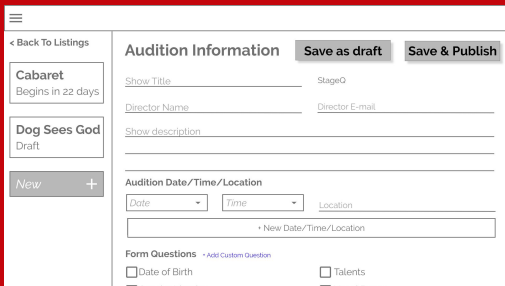 < Back To Listings
Audition Information
Save as draft
Save & Publish
Cabaret
Begins in 22 days
Show Title
StageQ
Director Name
Director E-mail
Dog Sees God
Draft
Show description
New +
Audition Date/Time/Location
Date
Time
Location
+ New Date/Time/Location
Form Questions
+ Add Custom Question
Date of Birth
Talents